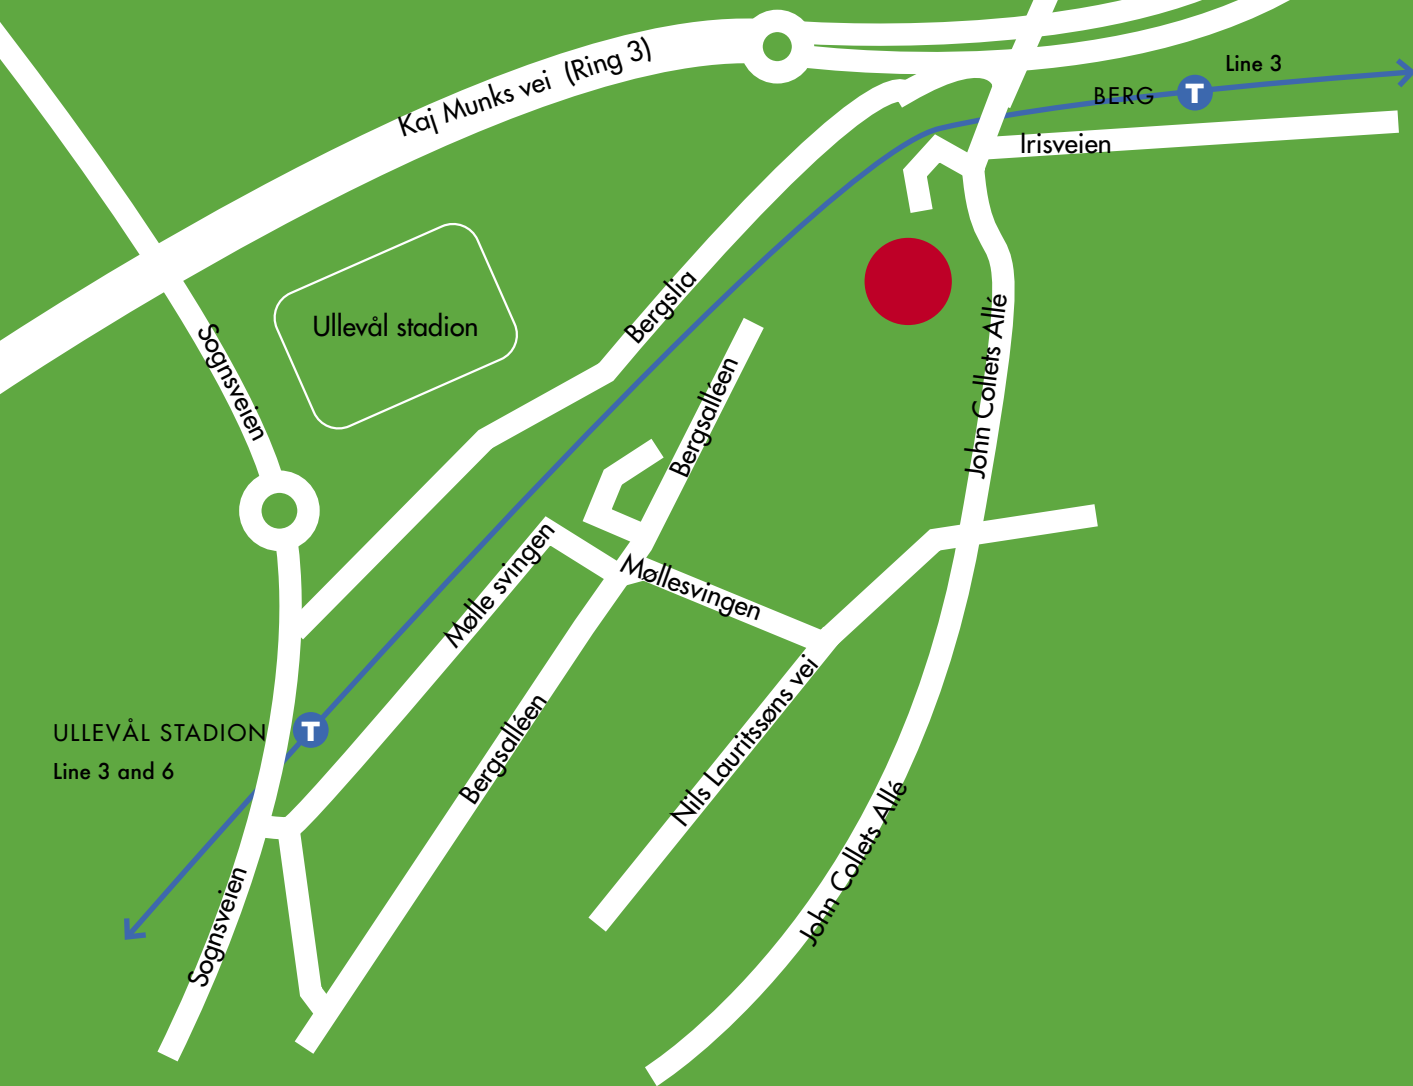 Kaj Munks vei (Ring 3)
Line 3
BERG
T
Irisveien
Bergslia
Ullevål stadion
Sognsveien
John Collets Allé
Bergsalléen
Mølle svingen
Møllesvingen
Nils Lauritssøns vei
Bergsalléen
ULLEVÅL STADION
T
Line 3 and 6
John Collets Allé
Sognsveien